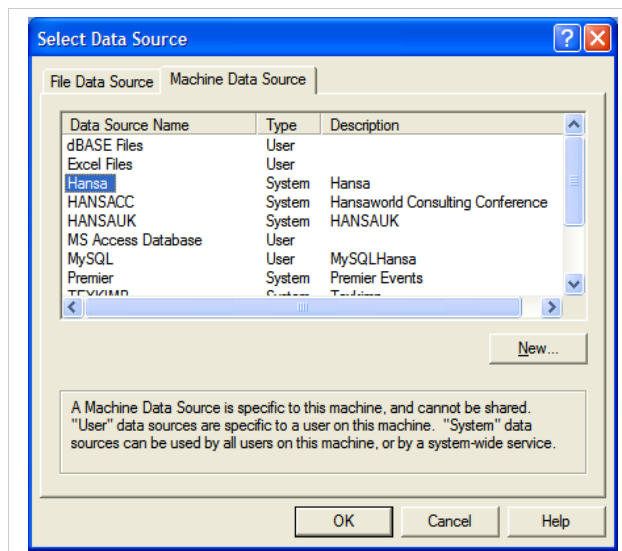 Select Data Source
File Data Source Machine Data Source
Data Source Name Type Description
dBASE Files User
Excel Files User
Hansa System Hansa
HANSACC System Hansaworld Consulting Conference
HANSAUK System HANSAUK
MS Access Database User
MySQL User MySQLHansa
Premier System Premier Events
New...
A Machine Data Source is specific to this machine, and cannot be shared.
"User" data sources are specific to a user on this machine. "System" data
sources can be used by all users on this machine, or by a system-wide service.
OK Cancel Help